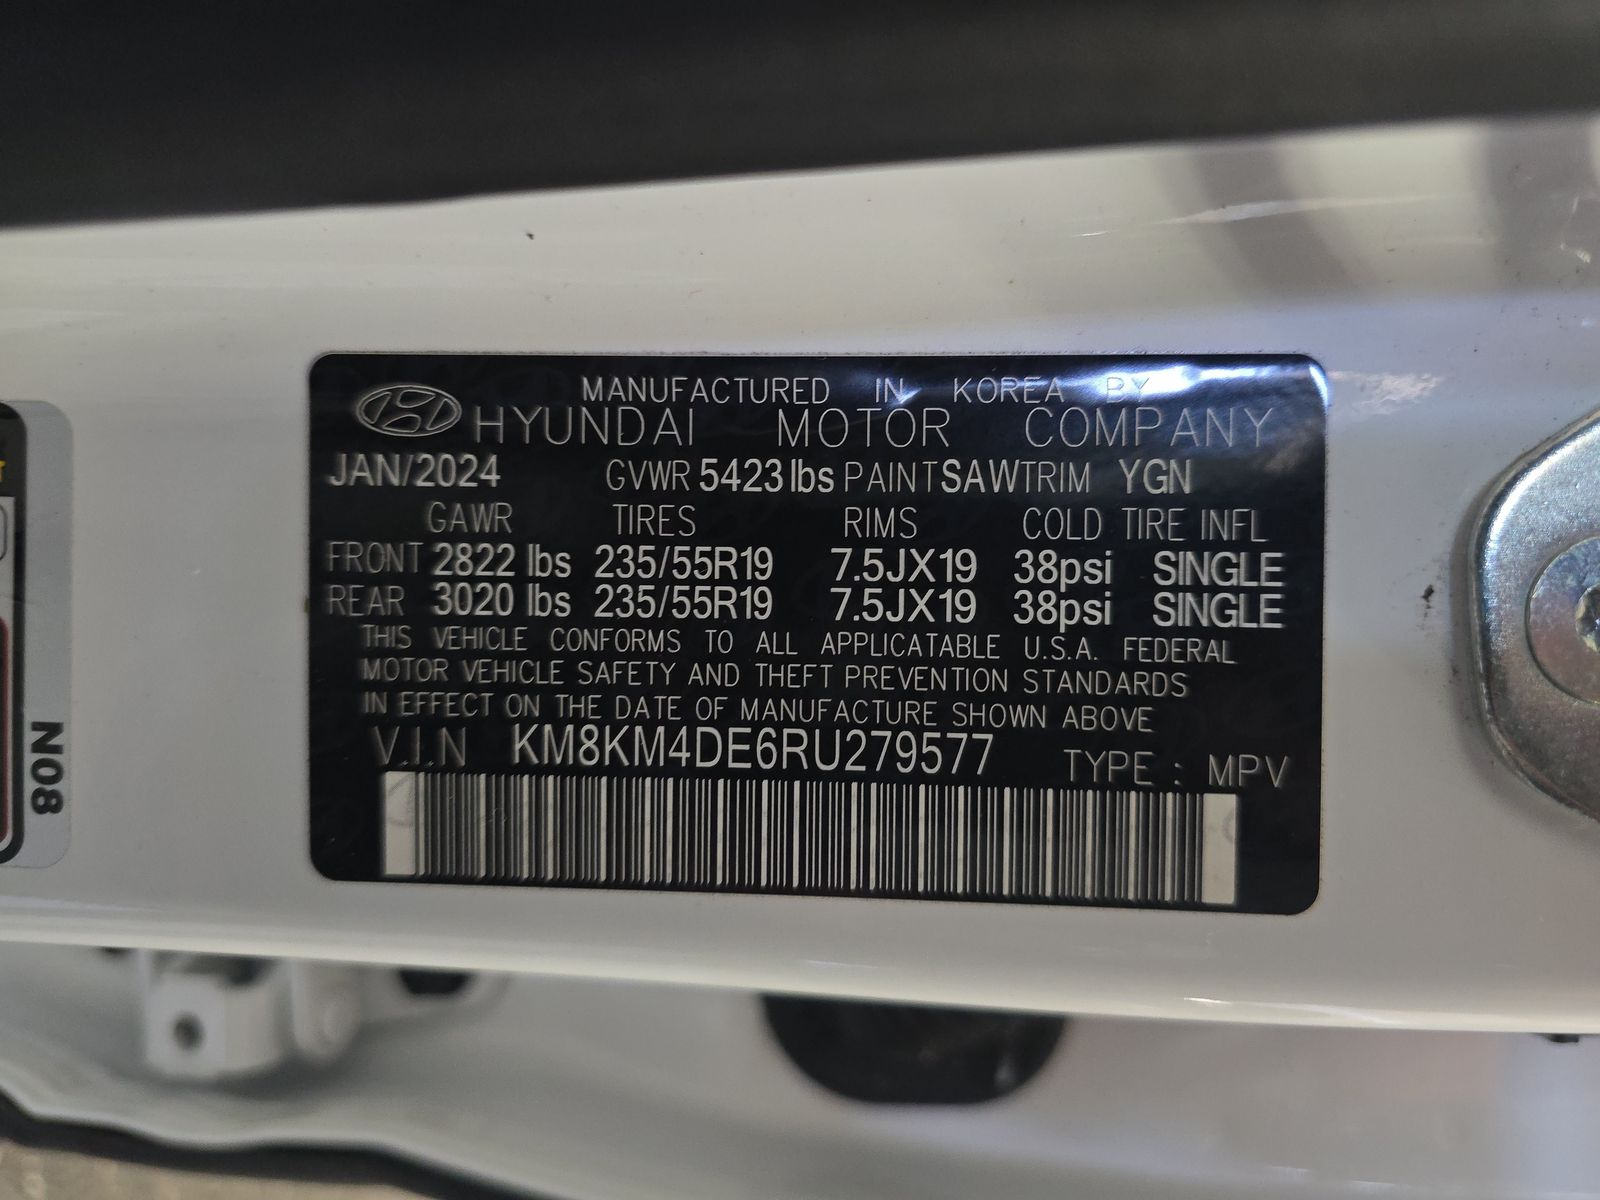 MANUFACTURED IN KOREA BY
HYUNDAI MOTOR COMPANY
JAN/2024 GVWR 5423 lbs PAINT SAW TRIM YGN
GAWR TIRES RIMS COLD TIRE INFL
FRONT 2822 lbs 235/55R19 7.5JX19 38psi SINGLE
REAR 3020 lbs 235/55R19 7.5JX19 38psi SINGLE
THIS VEHICLE CONFORMS TO ALL APPLICATABLE U.S.A. FEDERAL
MOTOR VEHICLE SAFETY AND THEFT PREVENTION STANDARDS
IN EFFECT ON THE DATE OF MANUFACTURE SHOWN ABOVE
V.I.N KM8KM4DE6RU279577 TYPE : MPV
N08